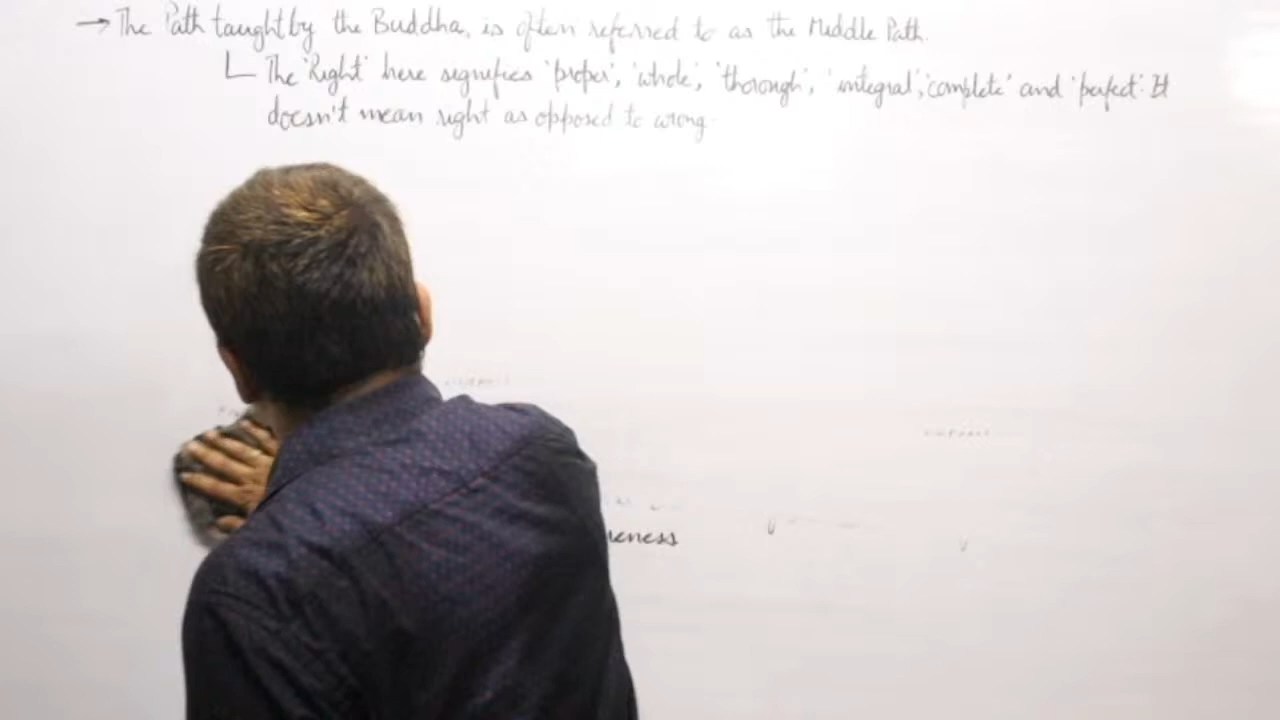 → The Path taught by the Buddha, is often referred to as the Middle Path.
The 'Right' here signifies 'proper', 'whole', 'thorough', 'integral', 'complete' and 'perfect'. It
doesn't mean right as opposed to wrong.